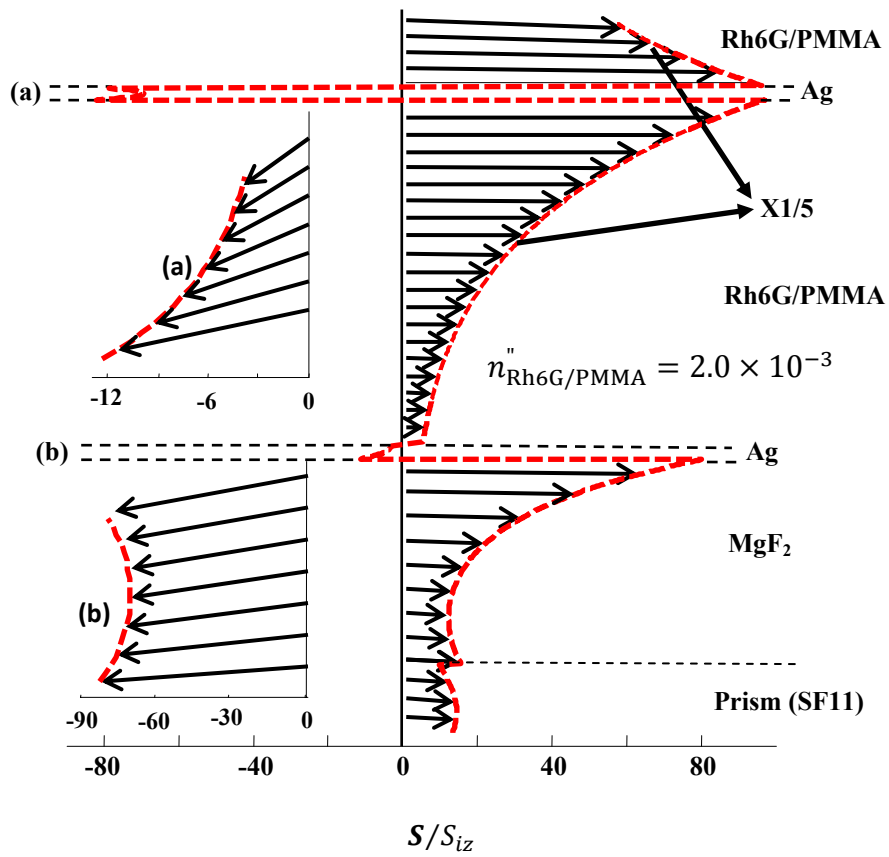 Rh6G/PMMA
(a)
Ag
X1/5
(a)
Rh6G/PMMA
n"Rh6G/PMMA = 2.0 × 10−3
-12 -6 0
(b)
Ag
MgF2
(b)
Prism (SF11)
-90 -60 -30 0
-80 -40 0 40 80
S/Siz